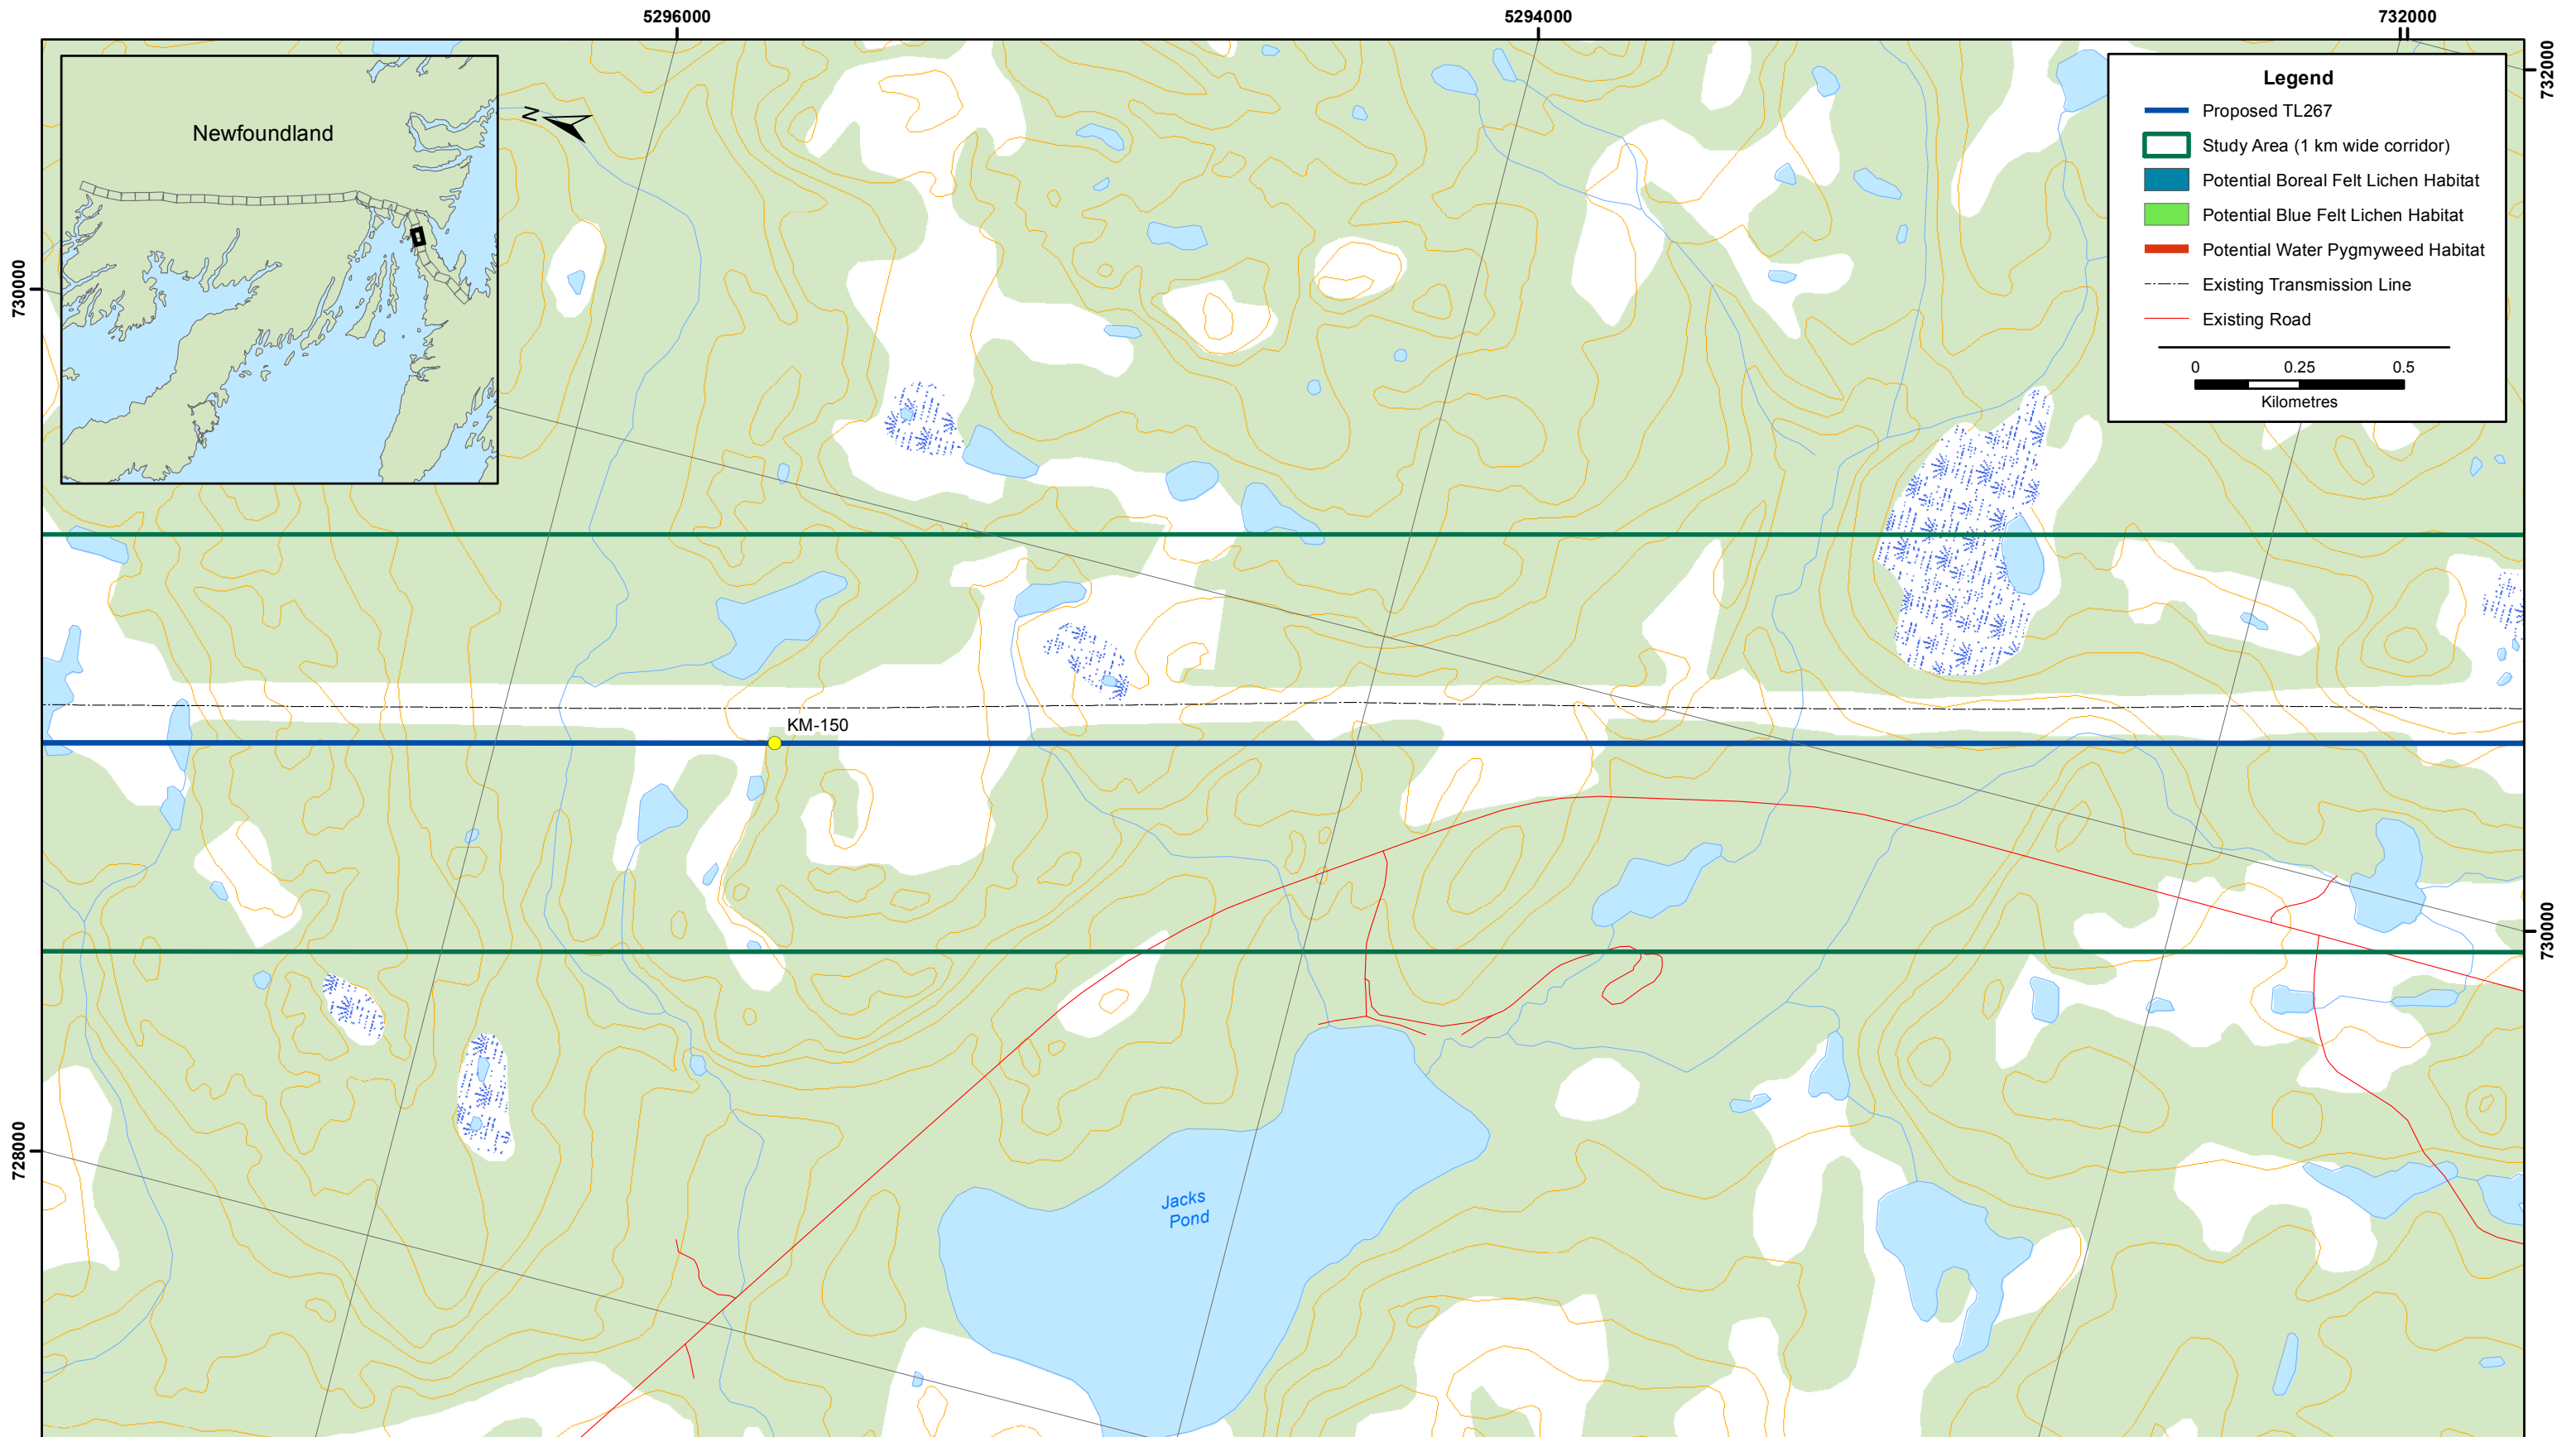 5296000
5294000
732000
732000
Newfoundland
N
Legend
Proposed TL267
Study Area (1 km wide corridor)
Potential Boreal Felt Lichen Habitat
Potential Blue Felt Lichen Habitat
Potential Water Pygmyweed Habitat
Existing Transmission Line
Existing Road
0 0.25 0.5
Kilometres
730000
KM-150
730000
728000
Jacks
Pond